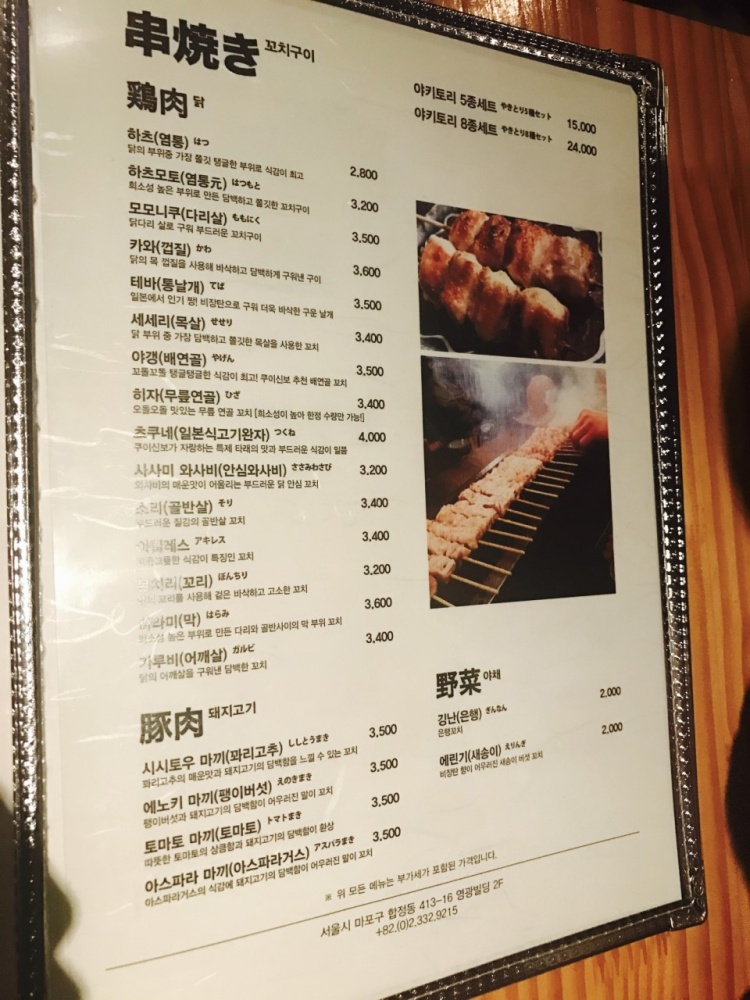 串焼き 꼬치구이
鶏肉 닭
하츠(염통) はつ
닭의 부위중 가장 쫄깃 탱글한 부위로 식감이 최고 2.800
하츠모토(염통元) はつもと
희소성 높은 부위로 만든 담백하고 쫄깃한 꼬치구이 3.200
모모니쿠(다리살) ももにく
닭다리 살로 구워 부드러운 꼬치구이 3.500
카와(껍질) かわ
닭의 목 껍질을 사용해 바삭하고 담백하게 구워낸 구이 3.600
테바(통날개) てば
일본에서 인기 짱! 비장탄으로 구워 더욱 바삭한 구운 날개 3.500
세세리(목살) せせり
닭 부위 중 가장 담백하고 쫄깃한 목살을 사용한 꼬치 3.400
야갱(배연골) やげん
꼬돌꼬돌 탱글탱글한 식감이 최고! 쿠이신보 추천 배연골 꼬치 3.500
히자(무릎연골) ひざ 3.400
오돌오돌 맛있는 무릎 연골 꼬치 [희소성이 높아 한정 수량만 가능!]
츠쿠네(일본식고기완자) つくね 4,000
쿠이신보가 자랑하는 특제 타래의 맛과 부드러운 식감이 일품
사사미 와사비(안심와사비) ささみわさび 3.200
와사비의 매운맛이 어울리는 부드러운 닭 안심 꼬치
소리(골반살) そり 3.400
부드러운 질감의 골반살 꼬치
아킬레스 アキレス 3.400
식감이 특징인 꼬치
(꼬리) ぼんちり 3.200
꼬리를 사용해 겉은 바삭하고 고소한 꼬치
하라미(막) はらみ 3.600
희소성 높은 부위로 만든 다리와 골반사이의 막 부위 꼬치
가루비(어깨살) ガルビ 3.400
닭의 어깨살을 구워낸 담백한 꼬치
豚肉 돼지고기
시시토우 마끼(꽈리고추) ししとうまき 3.500
꽈리고추의 매운맛과 돼지고기의 담백함을 느낄 수 있는 꼬치
에노키 마끼(팽이버섯) えのきまき 3.500
팽이버섯과 돼지고기의 담백함이 어우러진 말이 꼬치
토마토 마끼(토마토) トマトまき 3.500
따뜻한 토마토의 상큼함과 돼지고기의 담백함이 환상
아스파라 마끼(아스파라거스) アスパラまき 3.500
아스파라거스의 식감에 돼지고기의 담백함이 어우러진 말이 꼬치
야키토리 5종세트 やきとり5種セット 15.000
야키토리 8종세트 やきとり8種セット 24.000
野菜 야채
깅난(은행) ぎんなん 2.000
은행꼬치
에린기(새송이) えりんぎ 2.000
비장탄 향이 어우러진 새송이 버섯 꼬치
※ 위 모든 메뉴는 부가세가 포함된 가격입니다.
서울시 마포구 합정동 413-16 영광빌딩 2F
+82.(0)2.332.9215